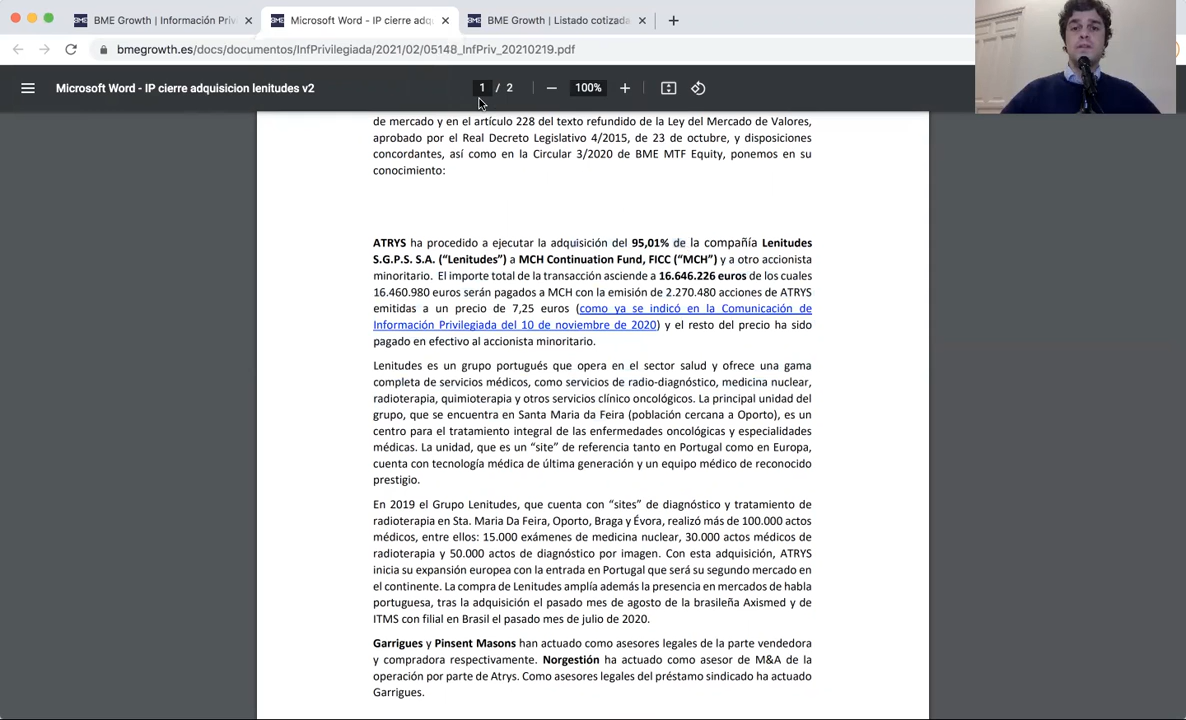 BME Growth | Información Priv
Microsoft Word - IP cierre adqu
BME Growth | Listado cotizada
bmegrowth.es/docs/documentos/InfPrivilegiada/2021/02/05148_InfPriv_20210219.pdf
Microsoft Word - IP cierre adquisicion lenitudes v2
1 / 2
100%
de mercado y en el artículo 228 del texto refundido de la Ley del Mercado de Valores,
aprobado por el Real Decreto Legislativo 4/2015, de 23 de octubre, y disposiciones
concordantes, así como en la Circular 3/2020 de BME MTF Equity, ponemos en su
conocimiento:
ATRYS ha procedido a ejecutar la adquisición del 95,01% de la compañía Lenitudes
S.G.P.S. S.A. (“Lenitudes”) a MCH Continuation Fund, FICC (“MCH”) y a otro accionista
minoritario. El importe total de la transacción asciende a 16.646.226 euros de los cuales
16.460.980 euros serán pagados a MCH con la emisión de 2.270.480 acciones de ATRYS
emitidas a un precio de 7,25 euros (como ya se indicó en la Comunicación de
Información Privilegiada del 10 de noviembre de 2020) y el resto del precio ha sido
pagado en efectivo al accionista minoritario.
Lenitudes es un grupo portugués que opera en el sector salud y ofrece una gama
completa de servicios médicos, como servicios de radio-diagnóstico, medicina nuclear,
radioterapia, quimioterapia y otros servicios clínico oncológicos. La principal unidad del
grupo, que se encuentra en Santa Maria da Feira (población cercana a Oporto), es un
centro para el tratamiento integral de las enfermedades oncológicas y especialidades
médicas. La unidad, que es un “site” de referencia tanto en Portugal como en Europa,
cuenta con tecnología médica de última generación y un equipo médico de reconocido
prestigio.
En 2019 el Grupo Lenitudes, que cuenta con “sites” de diagnóstico y tratamiento de
radioterapia en Sta. Maria Da Feira, Oporto, Braga y Évora, realizó más de 100.000 actos
médicos, entre ellos: 15.000 exámenes de medicina nuclear, 30.000 actos médicos de
radioterapia y 50.000 actos de diagnóstico por imagen. Con esta adquisición, ATRYS
inicia su expansión europea con la entrada en Portugal que será su segundo mercado en
el continente. La compra de Lenitudes amplía además la presencia en mercados de habla
portuguesa, tras la adquisición el pasado mes de agosto de la brasileña Axismed y de
ITMS con filial en Brasil el pasado mes de julio de 2020.
Garrigues y Pinsent Masons han actuado como asesores legales de la parte vendedora
y compradora respectivamente. Norgestión ha actuado como asesor de M&A de la
operación por parte de Atrys. Como asesores legales del préstamo sindicado ha actuado
Garrigues.